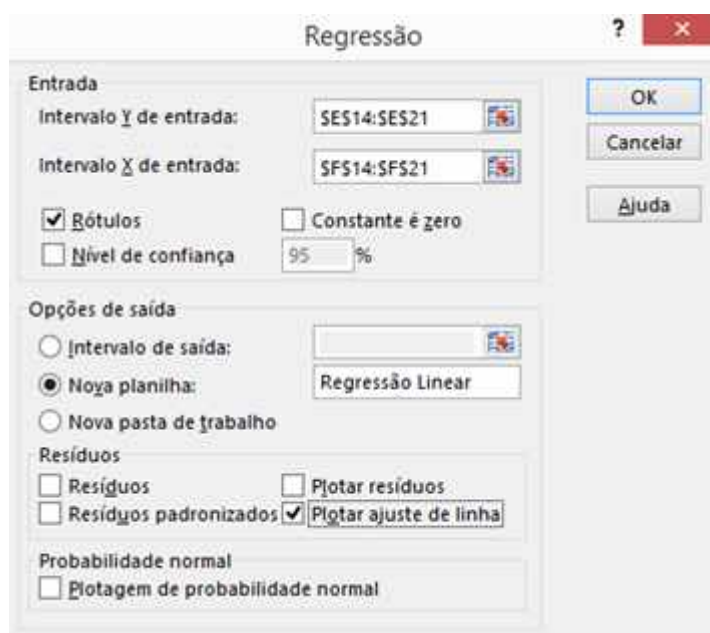 Regressão ?
Entrada
Intervalo Y de entrada: $E$14:$E$21
Intervalo X de entrada: $F$14:$F$21
Rótulos Constante é zero
Nível de confiança 95 %
OK
Cancelar
Ajuda
Opções de saída
Intervalo de saída:
Nova planilha: Regressão Linear
Nova pasta de trabalho
Resíduos
Resíduos Plotar resíduos
Resíduos padronizados Plotar ajuste de linha
Probabilidade normal
Plotagem de probabilidade normal